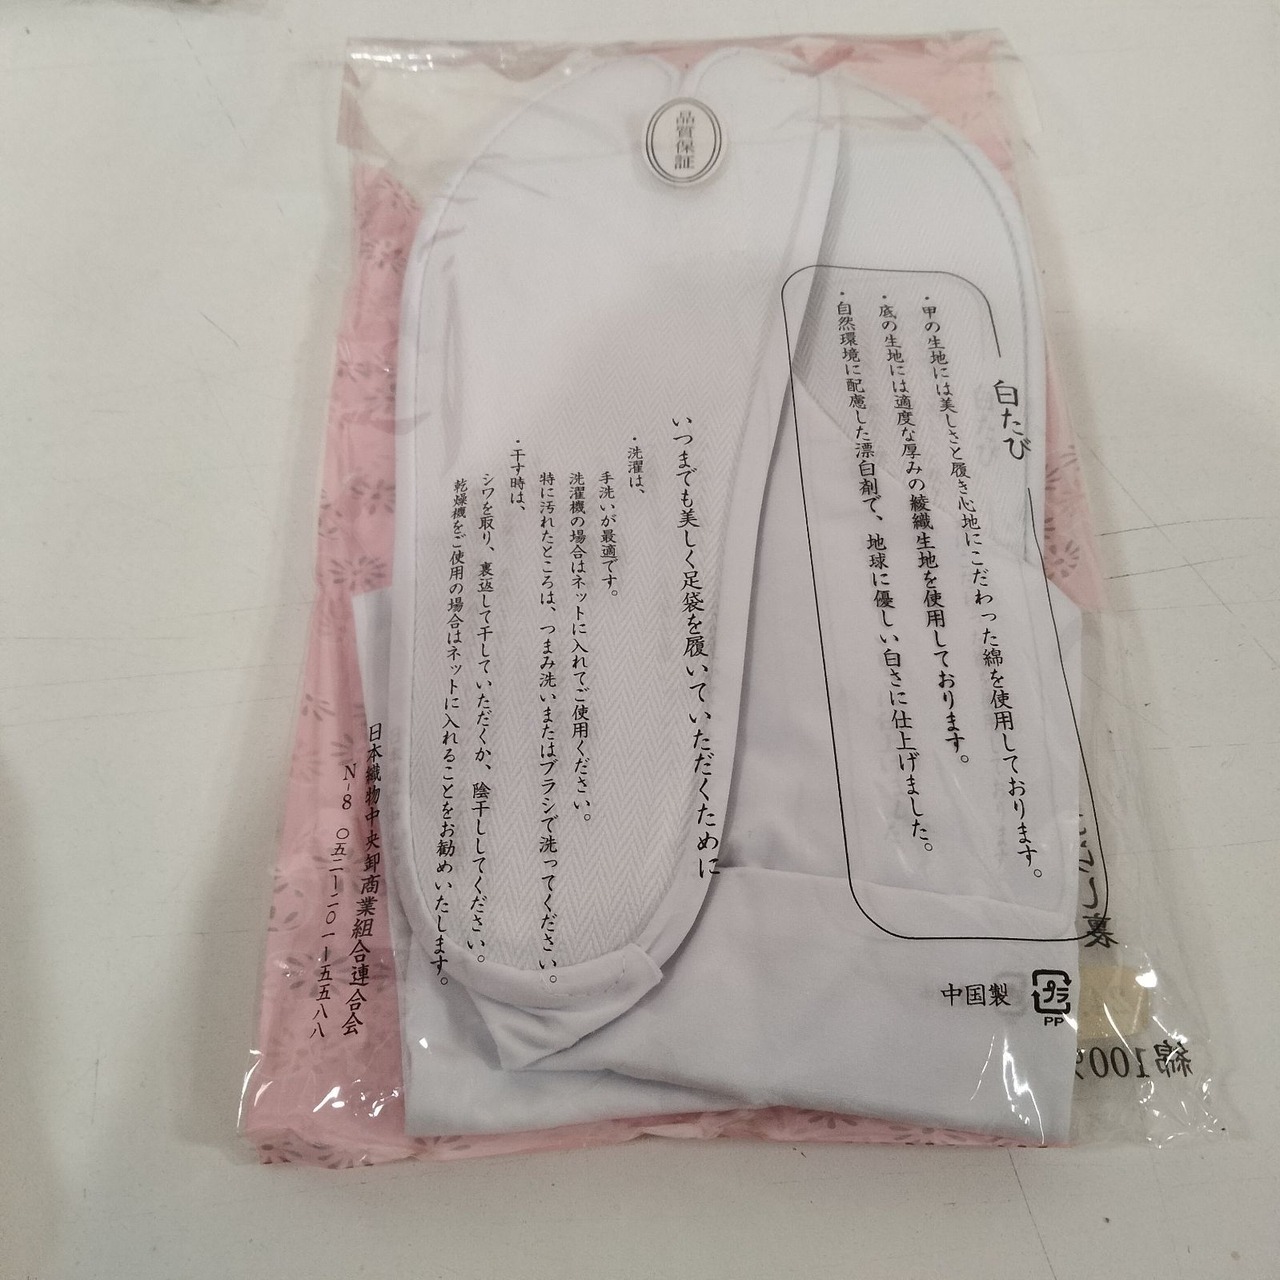 品質保証
白たび
・甲の生地には美しさと履き心地にこだわった綿を使用しております。
・底の生地には適度な厚みの綾織生地を使用しております。
・自然環境に配慮した漂白剤で、地球に優しい白さに仕上げました。
いつまでも美しく足袋を履いていただくために
・洗濯は、
手洗いが最適です。
洗濯機の場合はネットに入れてご使用ください。
特に汚れたところは、つまみ洗いまたはブラシで洗ってください。
・干す時は、
シワを取り、裏返して干していただくか、陰干ししてください。
乾燥機をご使用の場合はネットに入れることをお勧めいたします。
日本織物中央卸商業組合連合会
N-8 〇五二ー二〇一ー五五八八
中国製
プラ
PP
綿100%